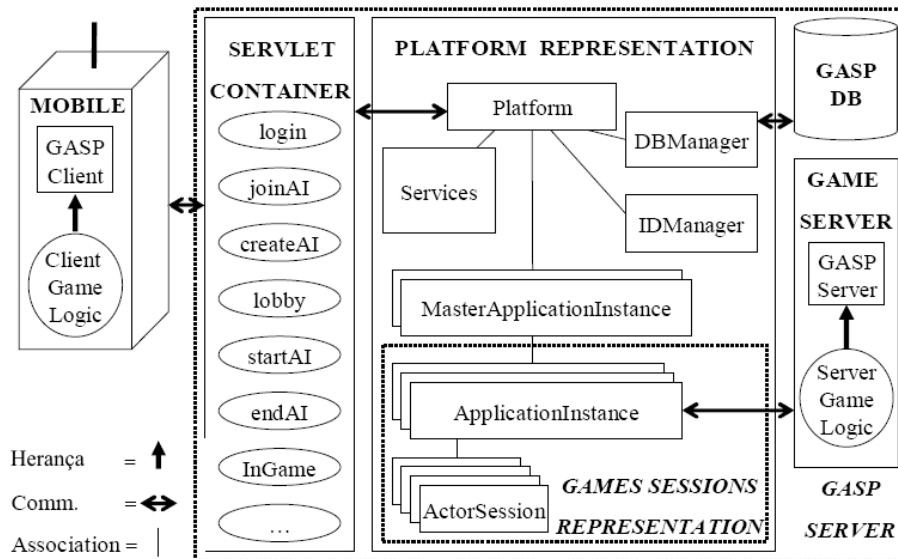 MOBILE
GASP
Client
Client
Game
Logic
Herança =
Comm. =
Association =
SERVLET
CONTAINER
login
joinAI
createAI
lobby
startAI
endAI
InGame
...
PLATFORM REPRESENTATION
Platform
Services
DBManager
IDManager
MasterApplicationInstance
ApplicationInstance
ActorSession
GAMES SESSIONS
REPRESENTATION
GASP
DB
GAME
SERVER
GASP
Server
Server
Game
Logic
GASP
SERVER